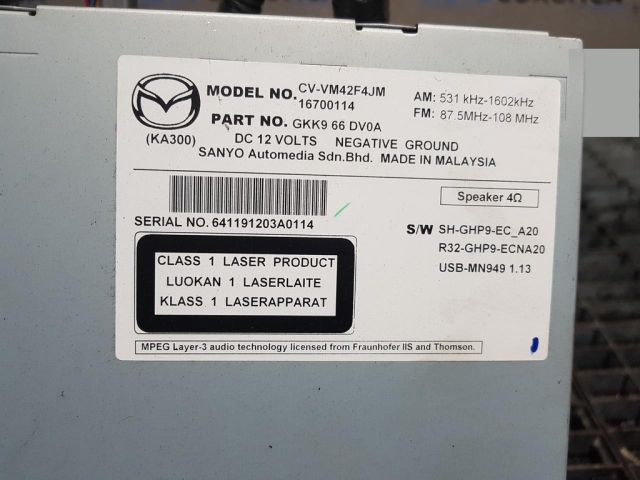 MODEL NO. CV-VM42F4JM
16700114
AM: 531 kHz-1602kHz
FM: 87.5MHz-108 MHz
PART NO. GKK9 66 DV0A
(KA300)
DC 12 VOLTS NEGATIVE GROUND
SANYO Automedia Sdn.Bhd. MADE IN MALAYSIA
Speaker 4Ω
SERIAL NO. 641191203A0114
S/W SH-GHP9-EC_A20
R32-GHP9-ECNA20
USB-MN949 1.13
CLASS 1 LASER PRODUCT
LUOKAN 1 LASERLAITE
KLASS 1 LASERAPPARAT
MPEG Layer-3 audio technology licensed from Fraunhofer IIS and Thomson.